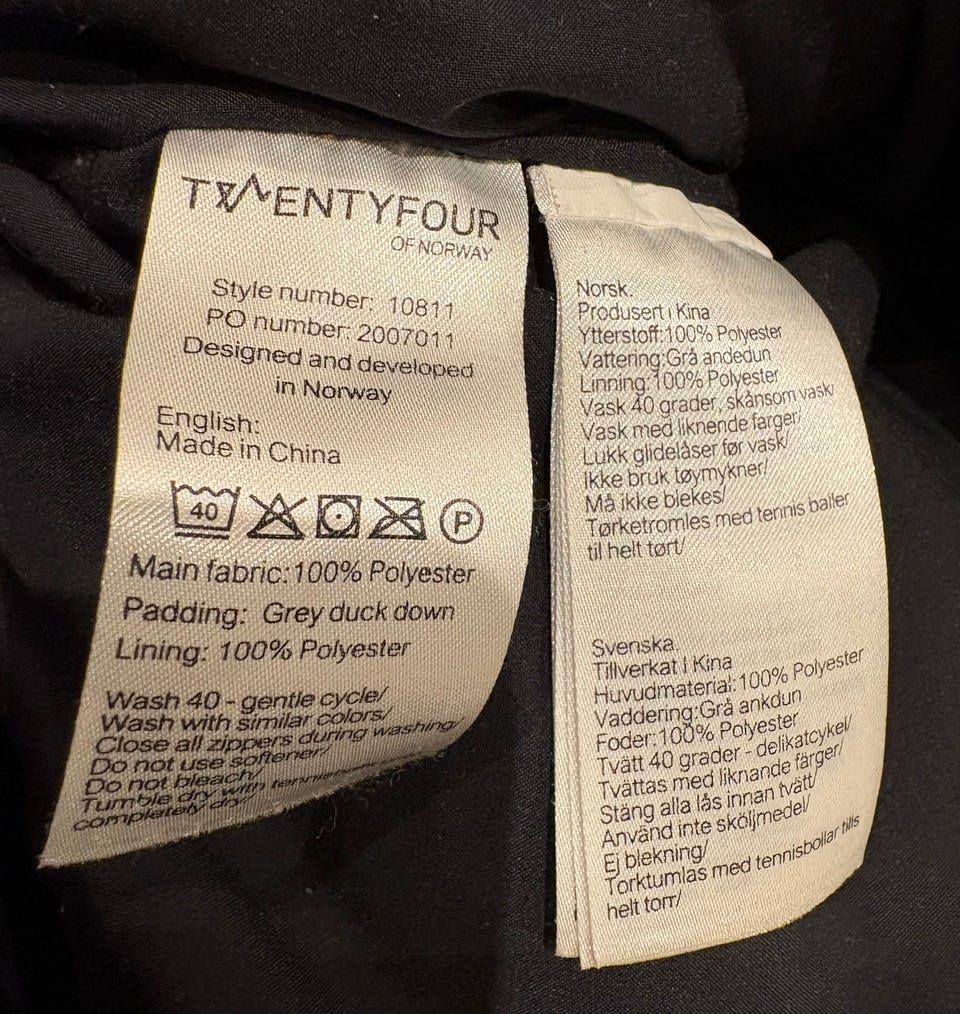 TWENTYFOUR
OF NORWAY
Style number: 10811
PO number: 2007011
Designed and developed
in Norway
English:
Made in China
40 P
Main fabric:100% Polyester
Padding: Grey duck down
Lining: 100% Polyester
Wash 40 - gentle cycle/
Wash with similar colors/
Close all zippers during washing/
Do not use softener/
Do not bleach/
Tumble dry with
completely dry/
Norsk.
Produsert i Kina
Ytterstoff:100% Polyester
Vattering:Grå andedun
Linning:100% Polyester
Vask 40 grader, skånsom vask/
Vask med liknende farger/
Lukk glidelåser før vask/
Ikke bruk tøymykner/
Må ikke blekes/
Tørketromles med tennis baller
til helt tørt/
Svenska.
Tillverkat I Kina
Huvudmaterial:100% Polyester
Vaddering:Grå ankdun
Foder:100% Polyester
Tvätt 40 grader - delikatcykel/
Tvättas med liknande färger/
Stäng alla lås innan tvätt/
Använd inte sköljmedel/
Ej blekning/
Torktumlas med tennisbollar tills
helt torr/